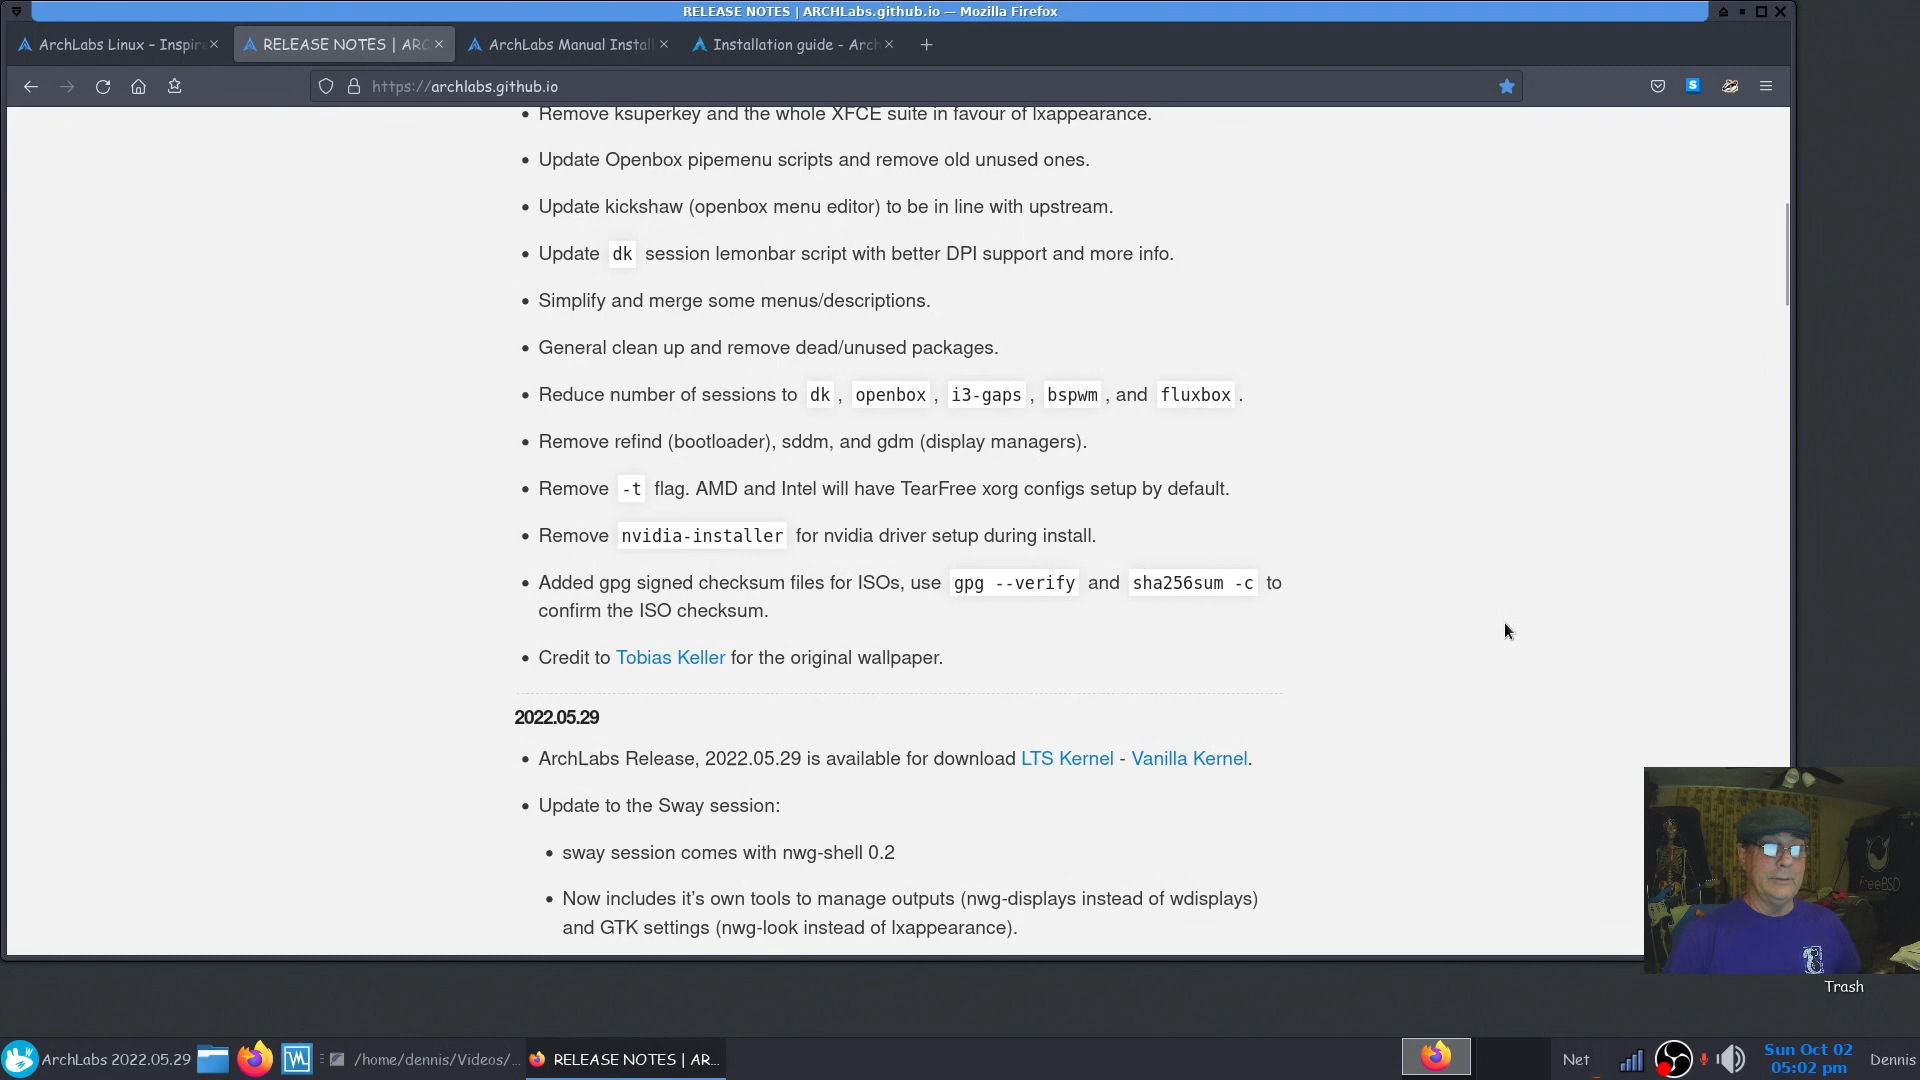 RELEASE NOTES | ARCHLabs.github.io — Mozilla Firefox
ArchLabs Linux – Inspire
RELEASE NOTES | ARC
ArchLabs Manual Install
Installation guide - Arch
https://archlabs.github.io
Remove ksuperkey and the whole XFCE suite in favour of lxappearance.
Update Openbox pipemenu scripts and remove old unused ones.
Update kickshaw (openbox menu editor) to be in line with upstream.
Update dk session lemonbar script with better DPI support and more info.
Simplify and merge some menus/descriptions.
General clean up and remove dead/unused packages.
Reduce number of sessions to dk, openbox, i3-gaps, bspwm, and fluxbox.
Remove refind (bootloader), sddm, and gdm (display managers).
Remove -t flag. AMD and Intel will have TearFree xorg configs setup by default.
Remove nvidia-installer for nvidia driver setup during install.
Added gpg signed checksum files for ISOs, use gpg --verify and sha256sum -c to
confirm the ISO checksum.
Credit to Tobias Keller for the original wallpaper.
2022.05.29
ArchLabs Release, 2022.05.29 is available for download LTS Kernel - Vanilla Kernel.
Update to the Sway session:
sway session comes with nwg-shell 0.2
Now includes it’s own tools to manage outputs (nwg-displays instead of wdisplays)
and GTK settings (nwg-look instead of lxappearance).
freeBSD
Trash
ArchLabs 2022.05.29
/home/dennis/Videos/...
RELEASE NOTES | AR...
Net
Sun Oct 02
05:02 pm
Dennis